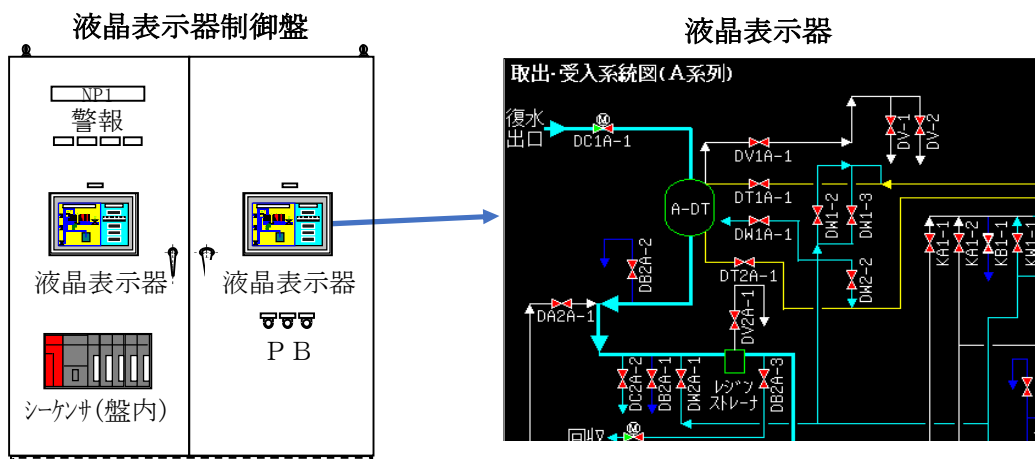 液晶表示器制御盤
NP1
警報
液晶表示器
液晶表示器
PB
シーケンサ(盤内)
液晶表示器
取出・受入系統図(A系列)
復水
出口
M
DC1A-1
DV1A-1
DV-1
DV-2
DT1A-1
A-DT
DW1A-1
DW1-2
DW1-3
DT2A-1
DW2-2
DB2A-2
DA2A-1
DV2A-1
KA1-1
KA1-2
KB1-1
KW1-1
DC2A-2
DB2A-1
DW2A-1
レジン
ストレーナ
DB2A-3
回収
M